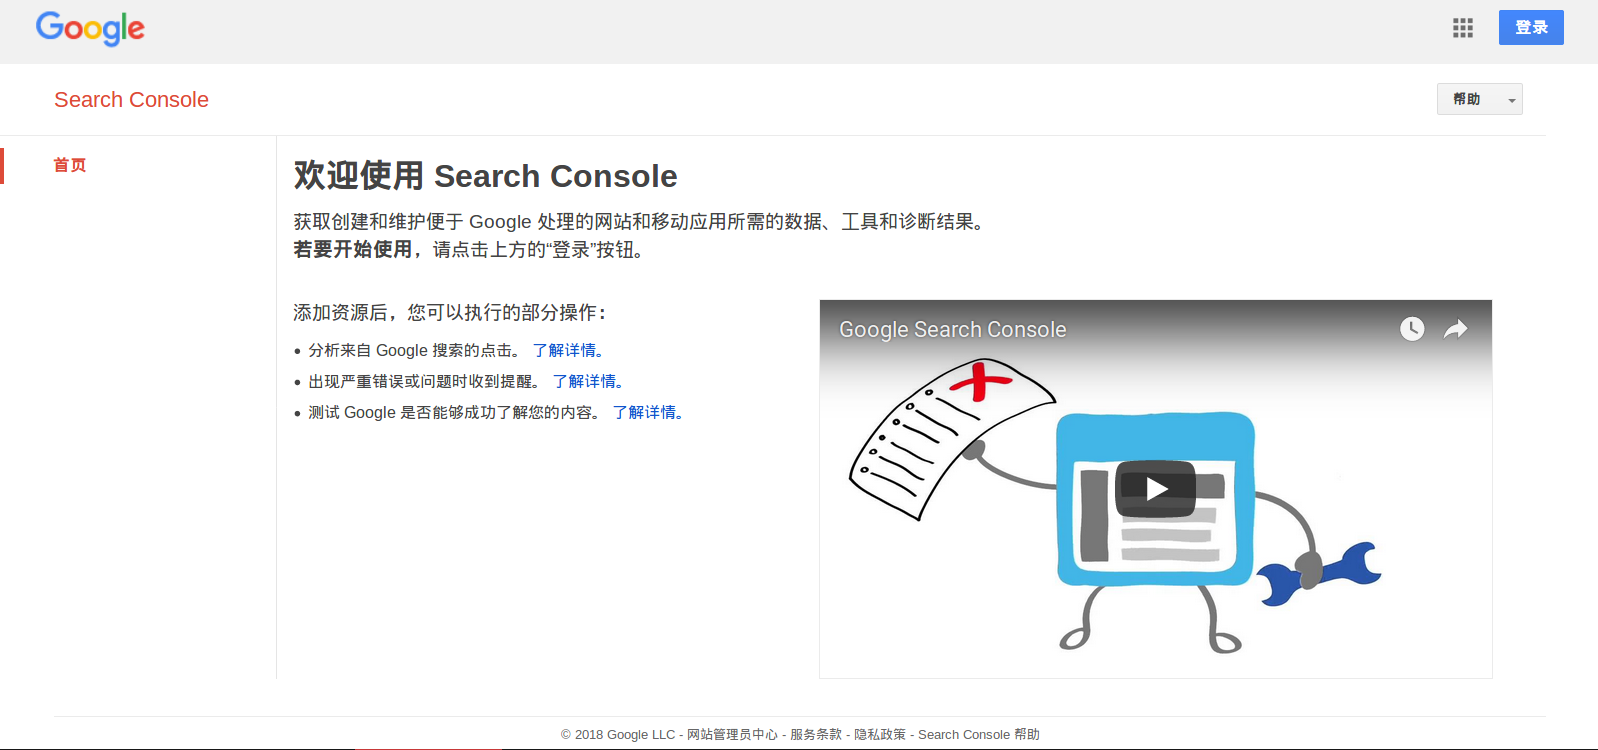 Google
登录
Search Console
帮助
首页
欢迎使用 Search Console
获取创建和维护便于 Google 处理的网站和移动应用所需的数据、工具和诊断结果。
若要开始使用，请点击上方的“登录”按钮。
添加资源后，您可以执行的部分操作：
• 分析来自 Google 搜索的点击。 了解详情。
• 出现严重错误或问题时收到提醒。 了解详情。
• 测试 Google 是否能够成功了解您的内容。 了解详情。
Google Search Console
© 2018 Google LLC - 网站管理员中心 - 服务条款 - 隐私政策 - Search Console 帮助